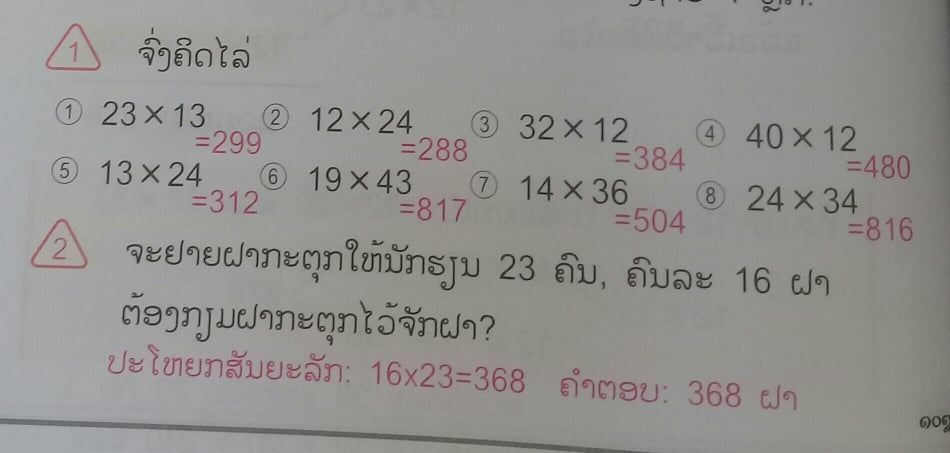 1 ຈົ່ງຄິດໄລ່
① 23 × 13 =299 ② 12 × 24 =288 ③ 32 × 12 =384 ④ 40 × 12 =480
⑤ 13 × 24 =312 ⑥ 19 × 43 =817 ⑦ 14 × 36 =504 ⑧ 24 × 34 =816
2 ຈະຢາຍຝາກະຕຸກໃຫ້ນັກຮຽນ 23 ຄົນ, ຄົນລະ 16 ຝາ
ຕ້ອງກຽມຝາກະຕຸກໄວ້ຈັກຝາ?
ປະໂຫຍກສັນຍະລັກ: 16x23=368 ຄໍາຕອບ: 368 ຝາ